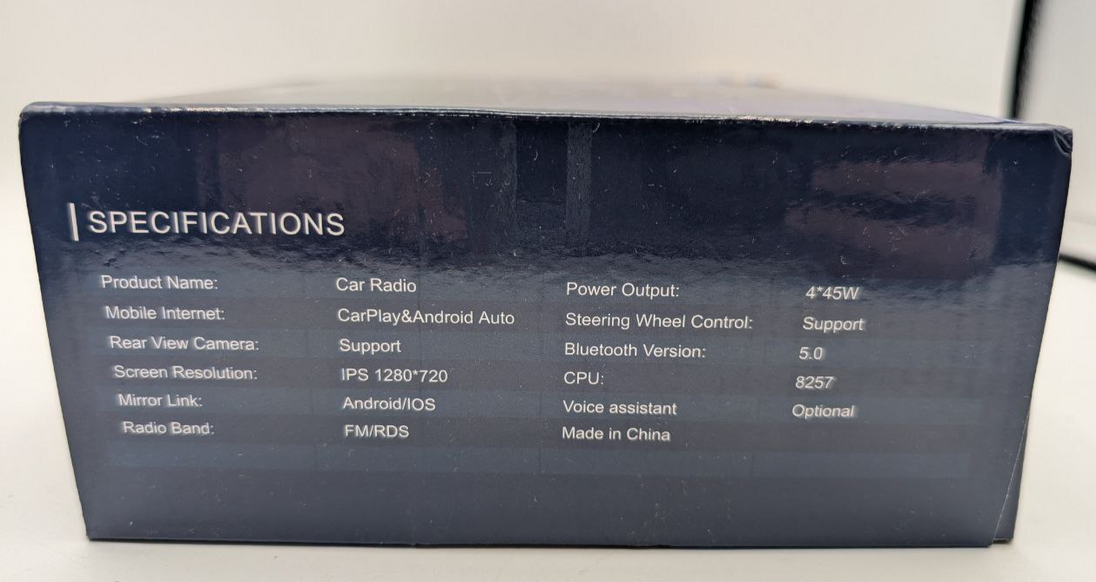 SPECIFICATIONS
Product Name: Car Radio Power Output: 4*45W
Mobile Internet: CarPlay&Android Auto Steering Wheel Control: Support
Rear View Camera: Support Bluetooth Version: 5.0
Screen Resolution: IPS 1280*720 CPU: 8257
Mirror Link: Android/IOS Voice assistant Optional
Radio Band: FM/RDS Made in China